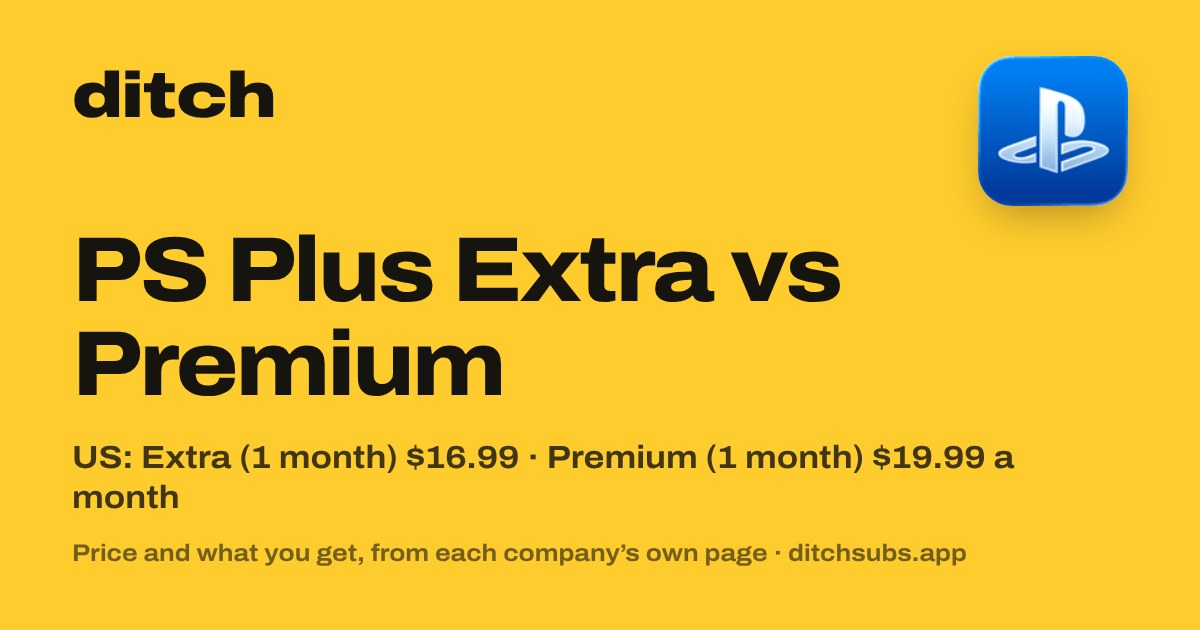 ditch
PS Plus Extra vs
Premium
US: Extra (1 month) $16.99 · Premium (1 month) $19.99 a
month
Price and what you get, from each company’s own page · ditchsubs.app